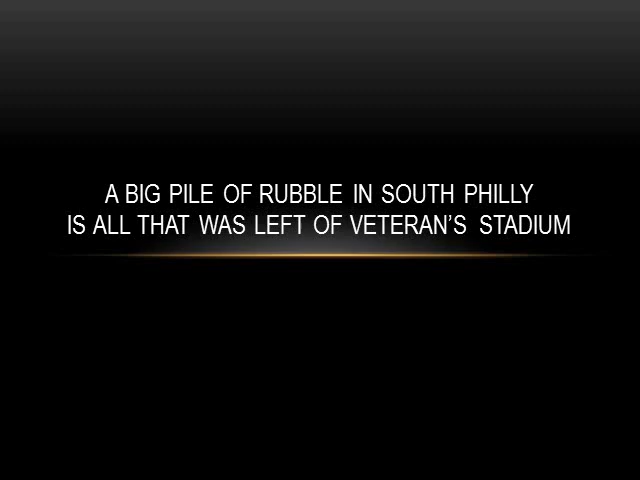 A BIG PILE OF RUBBLE IN SOUTH PHILLY
IS ALL THAT WAS LEFT OF VETERAN’S STADIUM